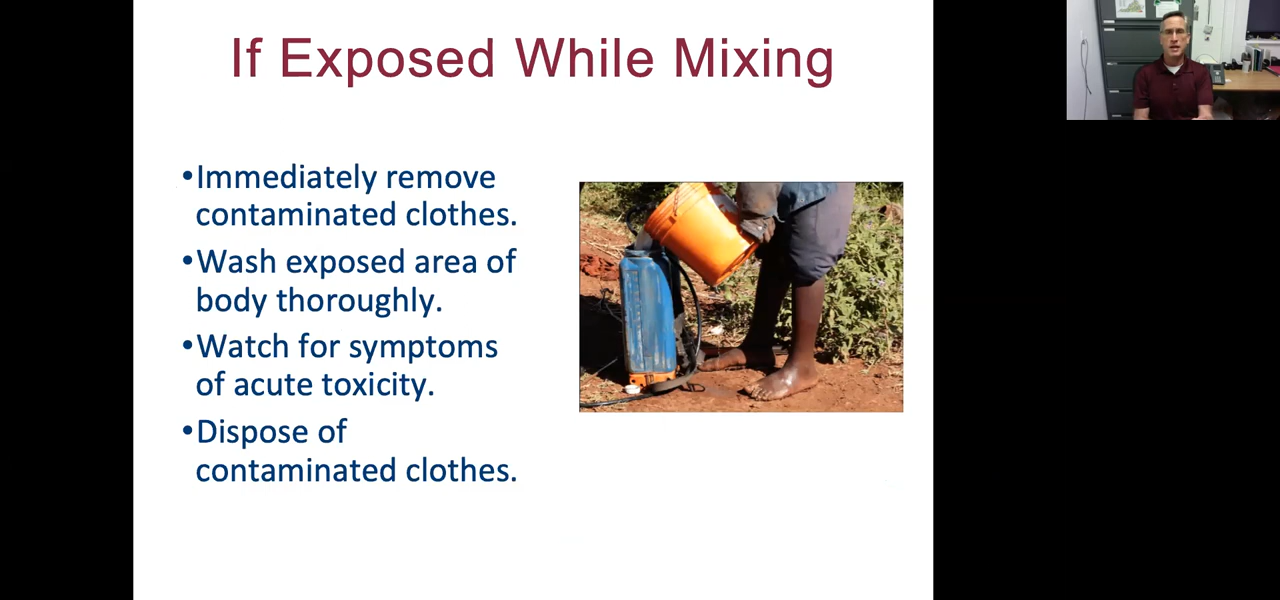 If Exposed While Mixing
•Immediately remove
contaminated clothes.
•Wash exposed area of
body thoroughly.
•Watch for symptoms
of acute toxicity.
•Dispose of
contaminated clothes.